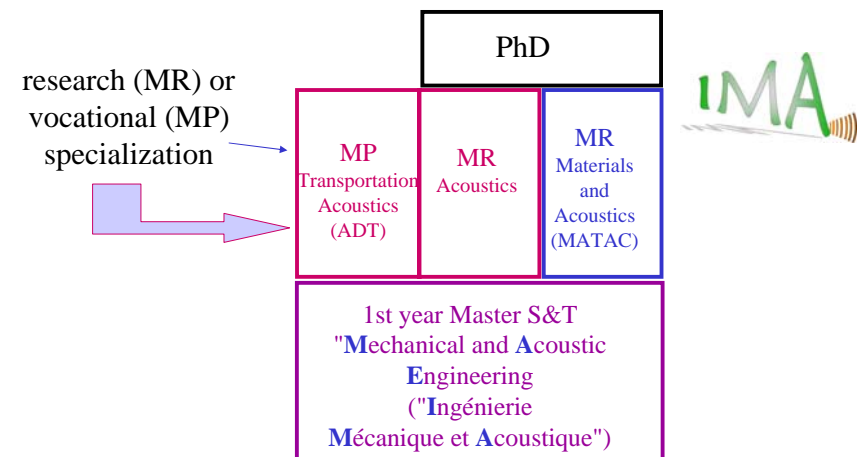 PhD
IMA
research (MR) or
vocational (MP)
specialization
MP
Transportation
Acoustics
(ADT)
MR
Acoustics
MR
Materials
and
Acoustics
(MATAC)
1st year Master S&T
"Mechanical and Acoustic
Engineering
("Ingénierie
Mécanique et Acoustique")